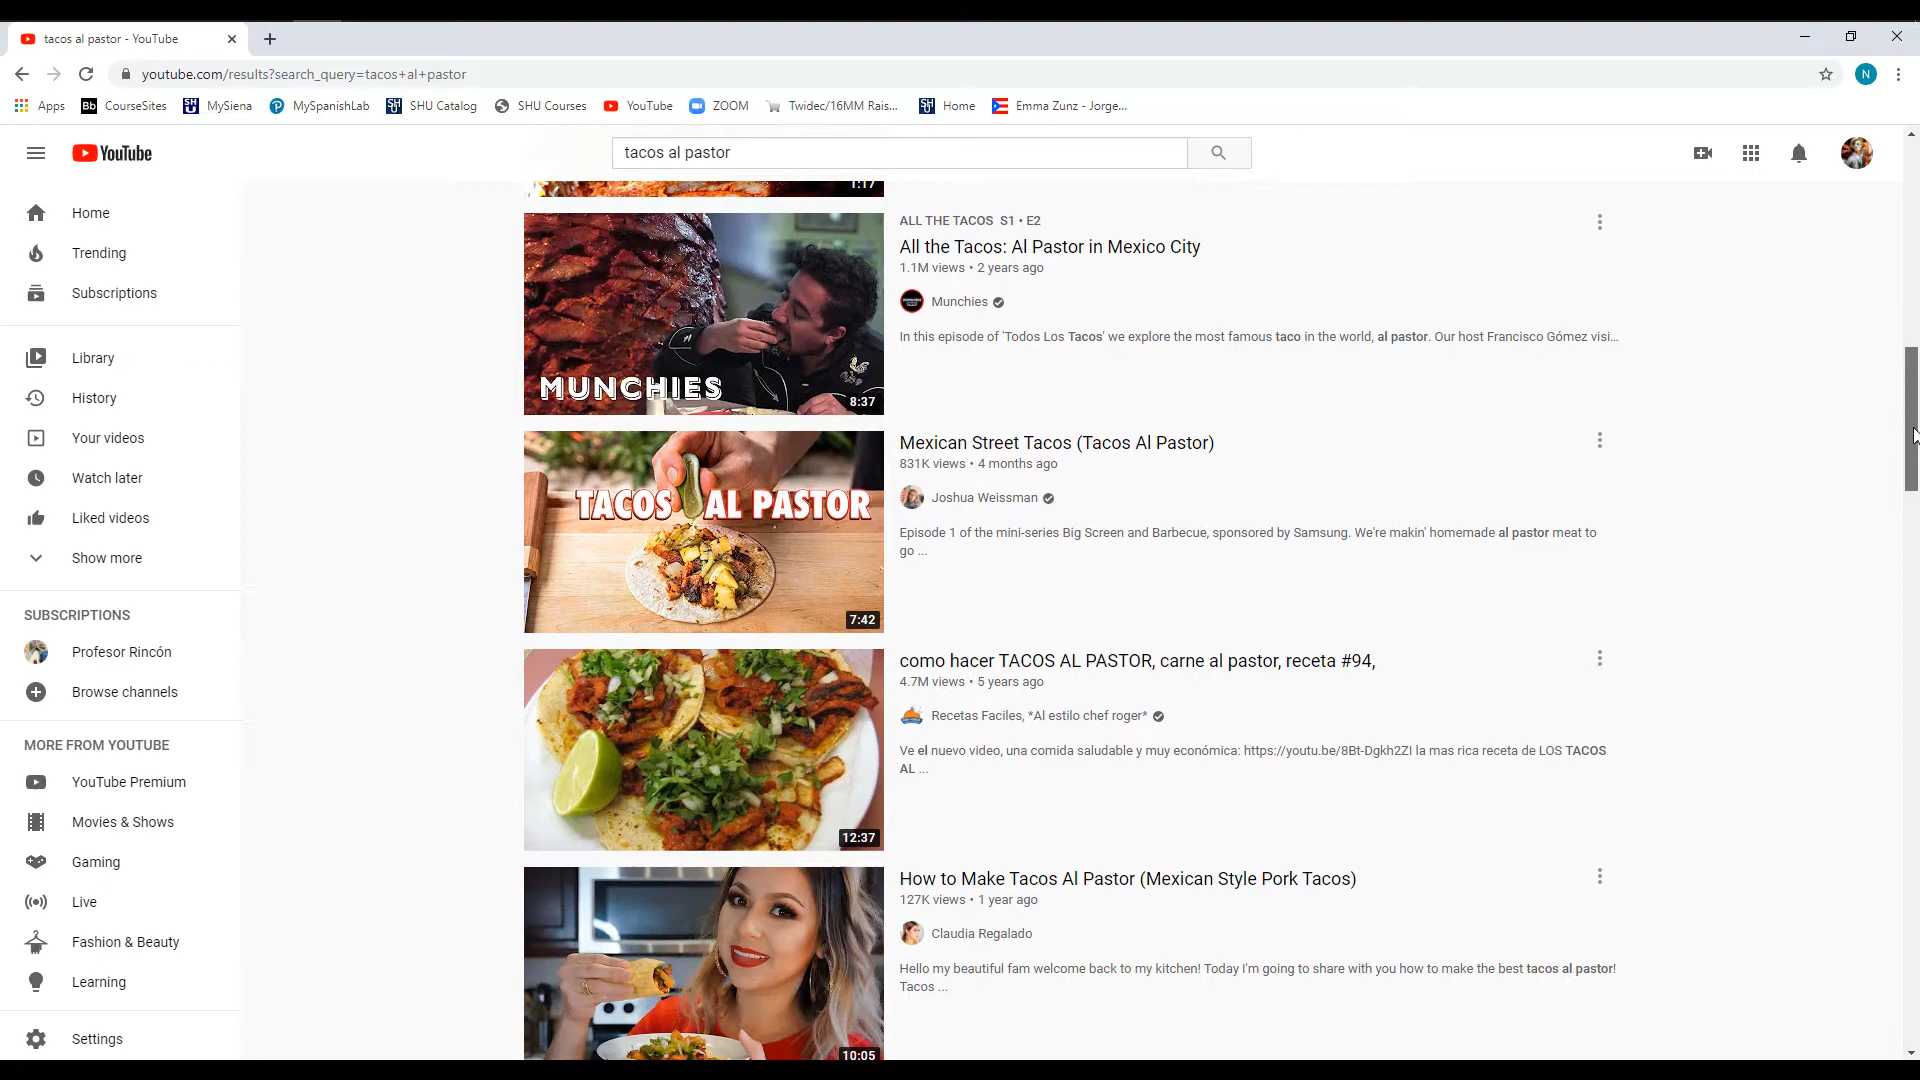 tacos al pastor - YouTube
youtube.com/results?search_query=tacos+al+pastor
N
Apps
Bb CourseSites
SHU MySiena
MySpanishLab
SHU SHU Catalog
SHU Courses
YouTube
ZOOM
Twidec/16MM Rais...
SHU Home
Emma Zunz - Jorge...
YouTube
tacos al pastor
Home
Trending
Subscriptions
Library
History
Your videos
Watch later
Liked videos
Show more
SUBSCRIPTIONS
Profesor Rincón
Browse channels
MORE FROM YOUTUBE
YouTube Premium
Movies & Shows
Gaming
Live
Fashion & Beauty
Learning
Settings
1:17
MUNCHIES
8:37
ALL THE TACOS S1 • E2
All the Tacos: Al Pastor in Mexico City
1.1M views • 2 years ago
Munchies
In this episode of 'Todos Los Tacos' we explore the most famous taco in the world, al pastor. Our host Francisco Gómez visi...
TACOS AL PASTOR
7:42
Mexican Street Tacos (Tacos Al Pastor)
831K views • 4 months ago
Joshua Weissman
Episode 1 of the mini-series Big Screen and Barbecue, sponsored by Samsung. We're makin' homemade al pastor meat to
go ...
12:37
como hacer TACOS AL PASTOR, carne al pastor, receta #94,
4.7M views • 5 years ago
Recetas Faciles, *Al estilo chef roger*
Ve el nuevo video, una comida saludable y muy económica: https://youtu.be/8Bt-Dgkh2ZI la mas rica receta de LOS TACOS
AL ...
10:05
How to Make Tacos Al Pastor (Mexican Style Pork Tacos)
127K views • 1 year ago
Claudia Regalado
Hello my beautiful fam welcome back to my kitchen! Today I'm going to share with you how to make the best tacos al pastor!
Tacos ...